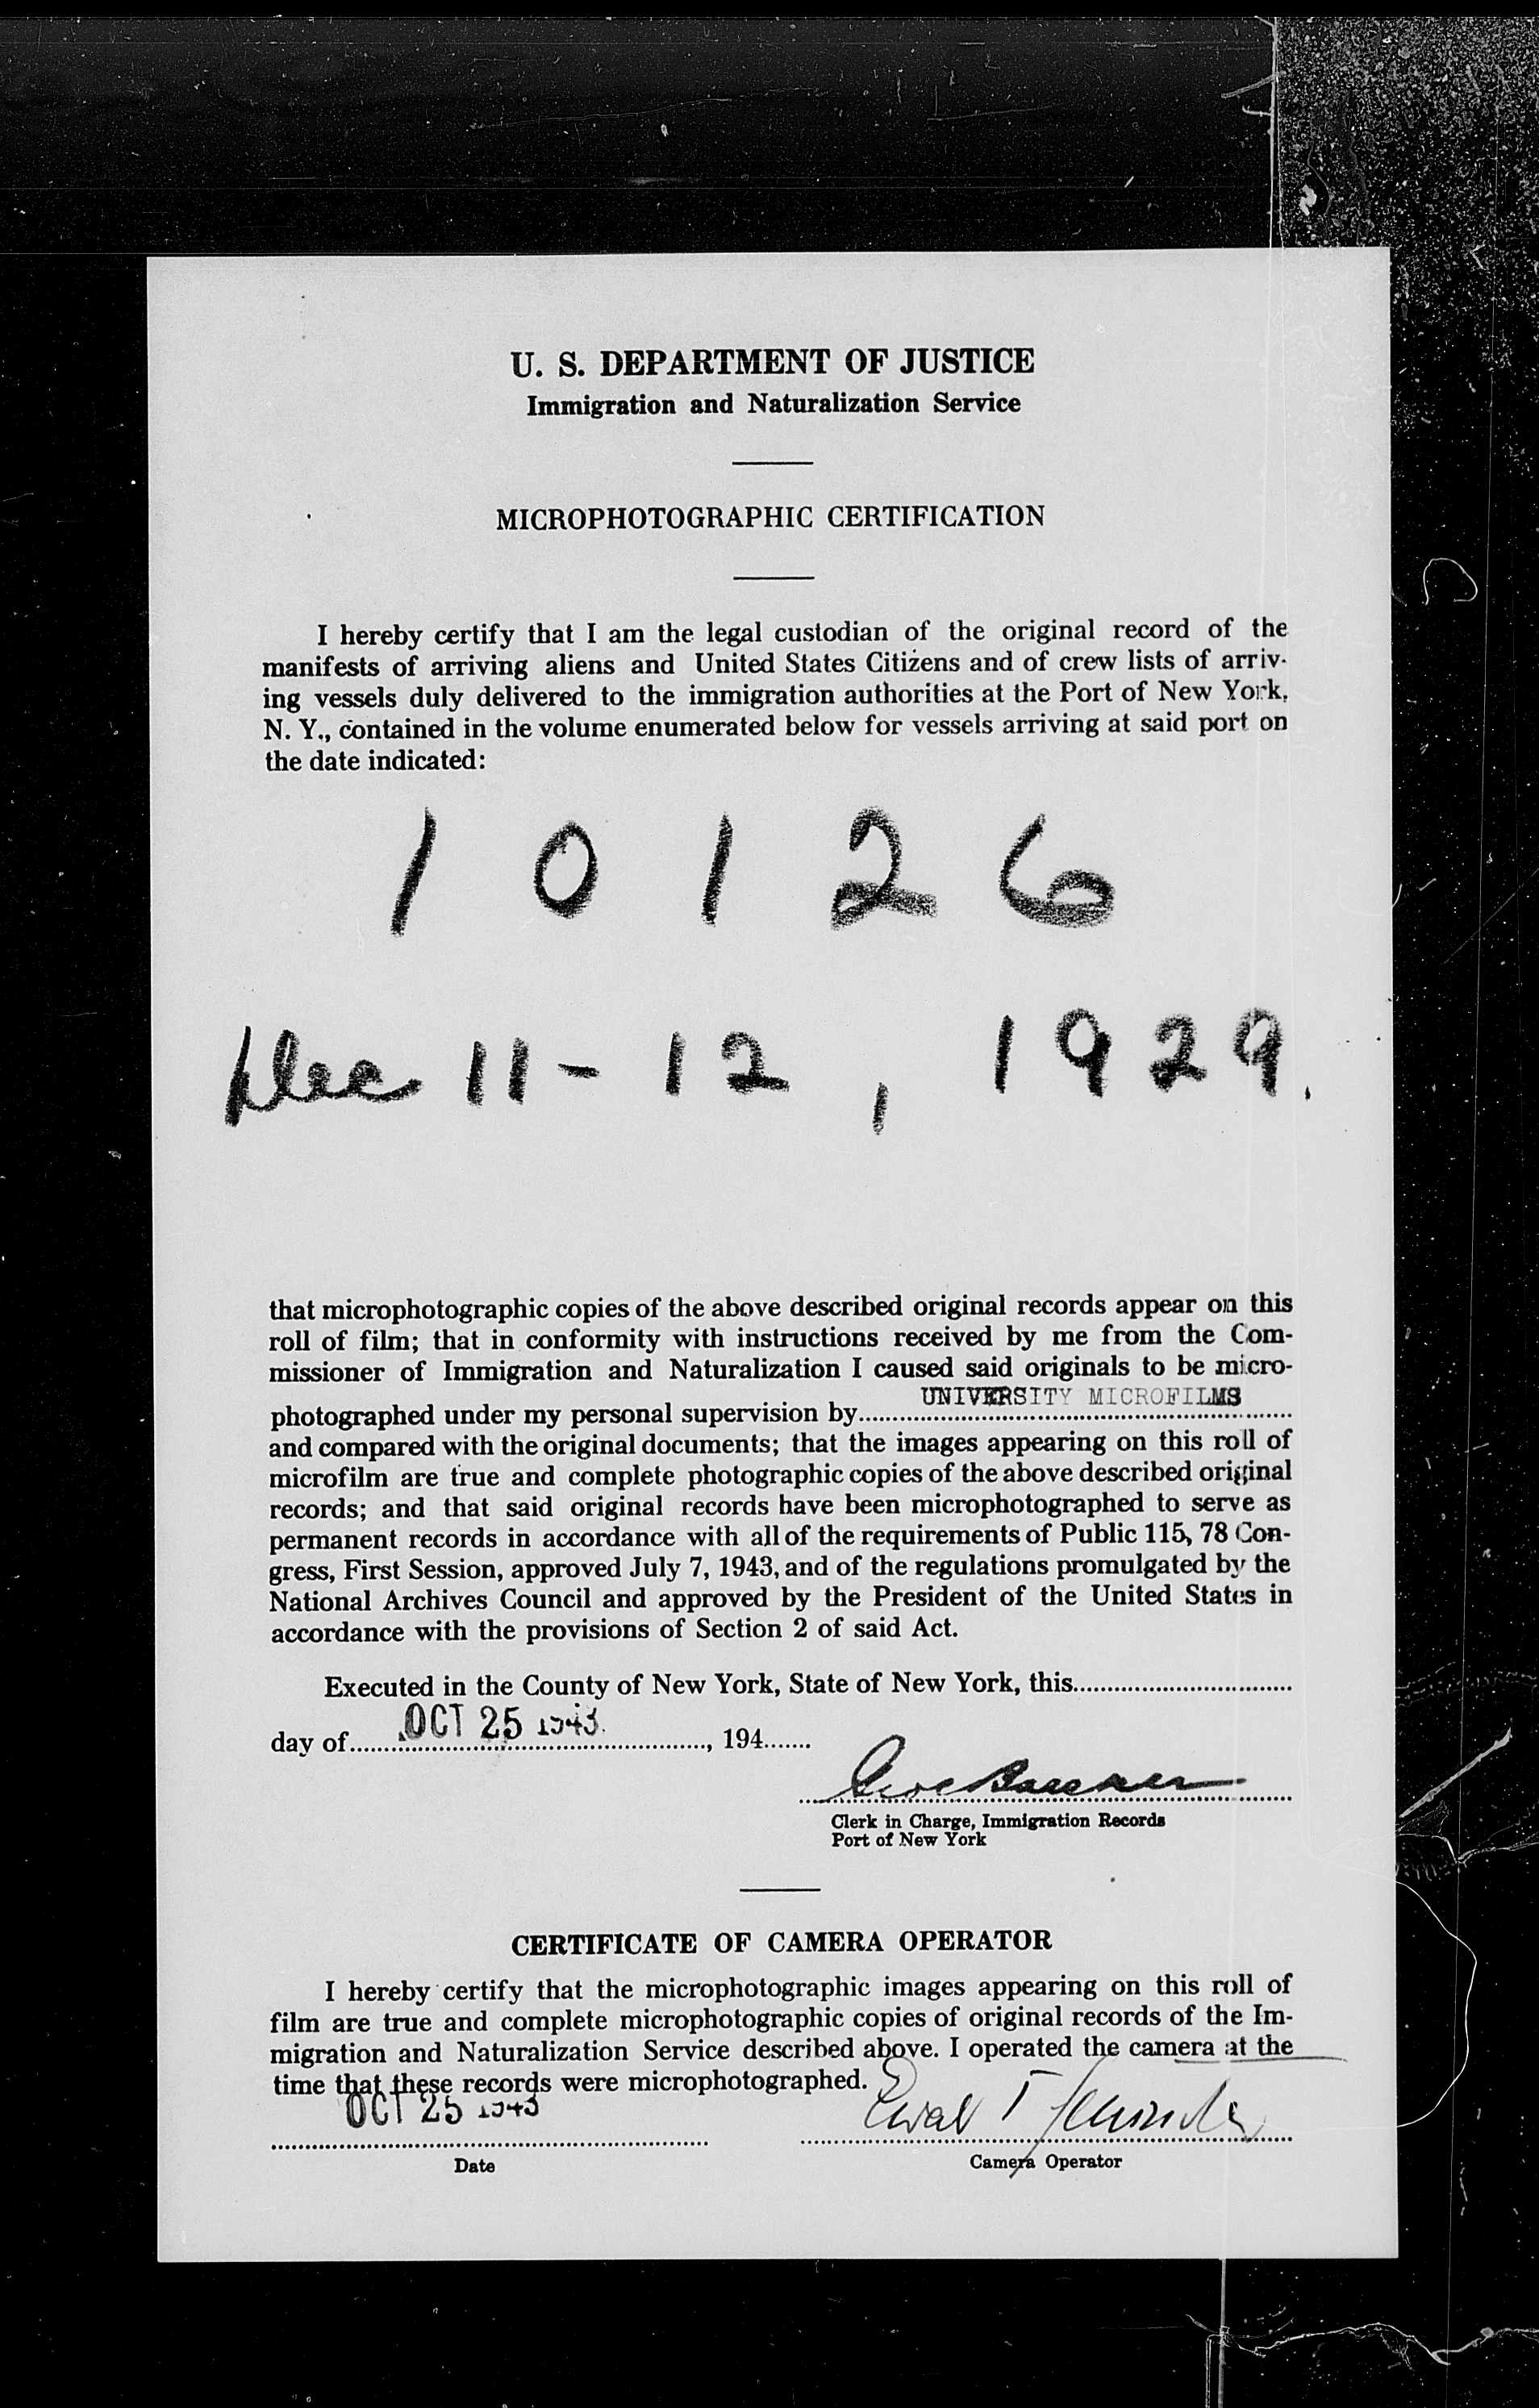 U. S. DEPARTMENT OF JUSTICE
Immigration and Naturalization Service
MICROPHOTOGRAPHIC CERTIFICATION
I hereby certify that I am the legal custodian of the original record of the
manifests of arriving aliens and United States Citizens and of crew lists of arriv-
ing vessels duly delivered to the immigration authorities at the Port of New York,
N. Y., contained in the volume enumerated below for vessels arriving at said port on
the date indicated:
10126
Dec 11-12, 1929.
that microphotographic copies of the above described original records appear on this
roll of film; that in conformity with instructions received by me from the Com-
missioner of Immigration and Naturalization I caused said originals to be micro-
UNIVERSITY MICROFILMS
photographed under my personal supervision by
and compared with the original documents; that the images appearing on this roll of
microfilm are true and complete photographic copies of the above described original
records; and that said original records have been microphotographed to serve as
permanent records in accordance with all of the requirements of Public 115, 78 Con-
gress, First Session, approved July 7, 1943, and of the regulations promulgated by the
National Archives Council and approved by the President of the United States in
accordance with the provisions of Section 2 of said Act.
Executed in the County of New York, State of New York, this
day of OCT 25 1943, 194
Clerk in Charge, Immigration Records
Port of New York
CERTIFICATE OF CAMERA OPERATOR
I hereby certify that the microphotographic images appearing on this roll of
film are true and complete microphotographic copies of original records of the Im-
migration and Naturalization Service described above. I operated the camera at the
time that these records were microphotographed.
OCT 25 1943
Date
Camera Operator